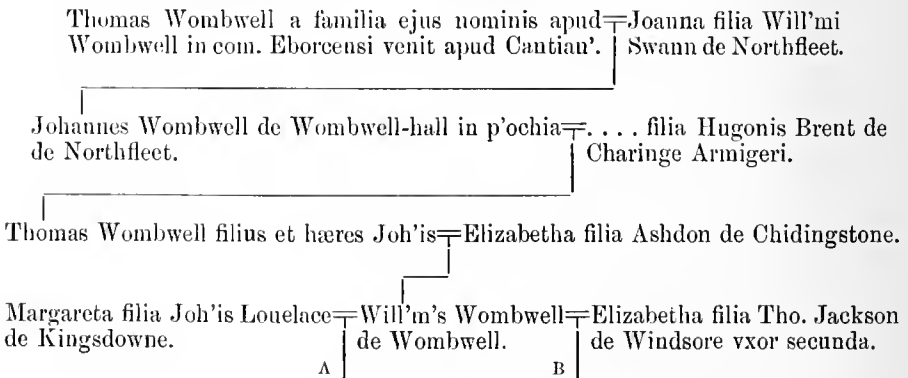 Thomas Wombwell a familia ejus nominis apud=Joanna filia Will'mi
Wombwell in com. Eborcensi venit apud Cantian'. Swann de Northfleet.
Johannes Wombwell de Wombwell-hall in p'ochia=. . . . filia Hugonis Brent de
de Northfleet. Charinge Armigeri.
Thomas Wombwell filius et hæres Joh'is=Elizabetha filia Ashdon de Chidingstone.
Margareta filia Joh'is Louelace=Will'm's Wombwell=Elizabetha filia Tho. Jackson
de Kingsdowne. de Wombwell. de Windsore vxor secunda.
A B